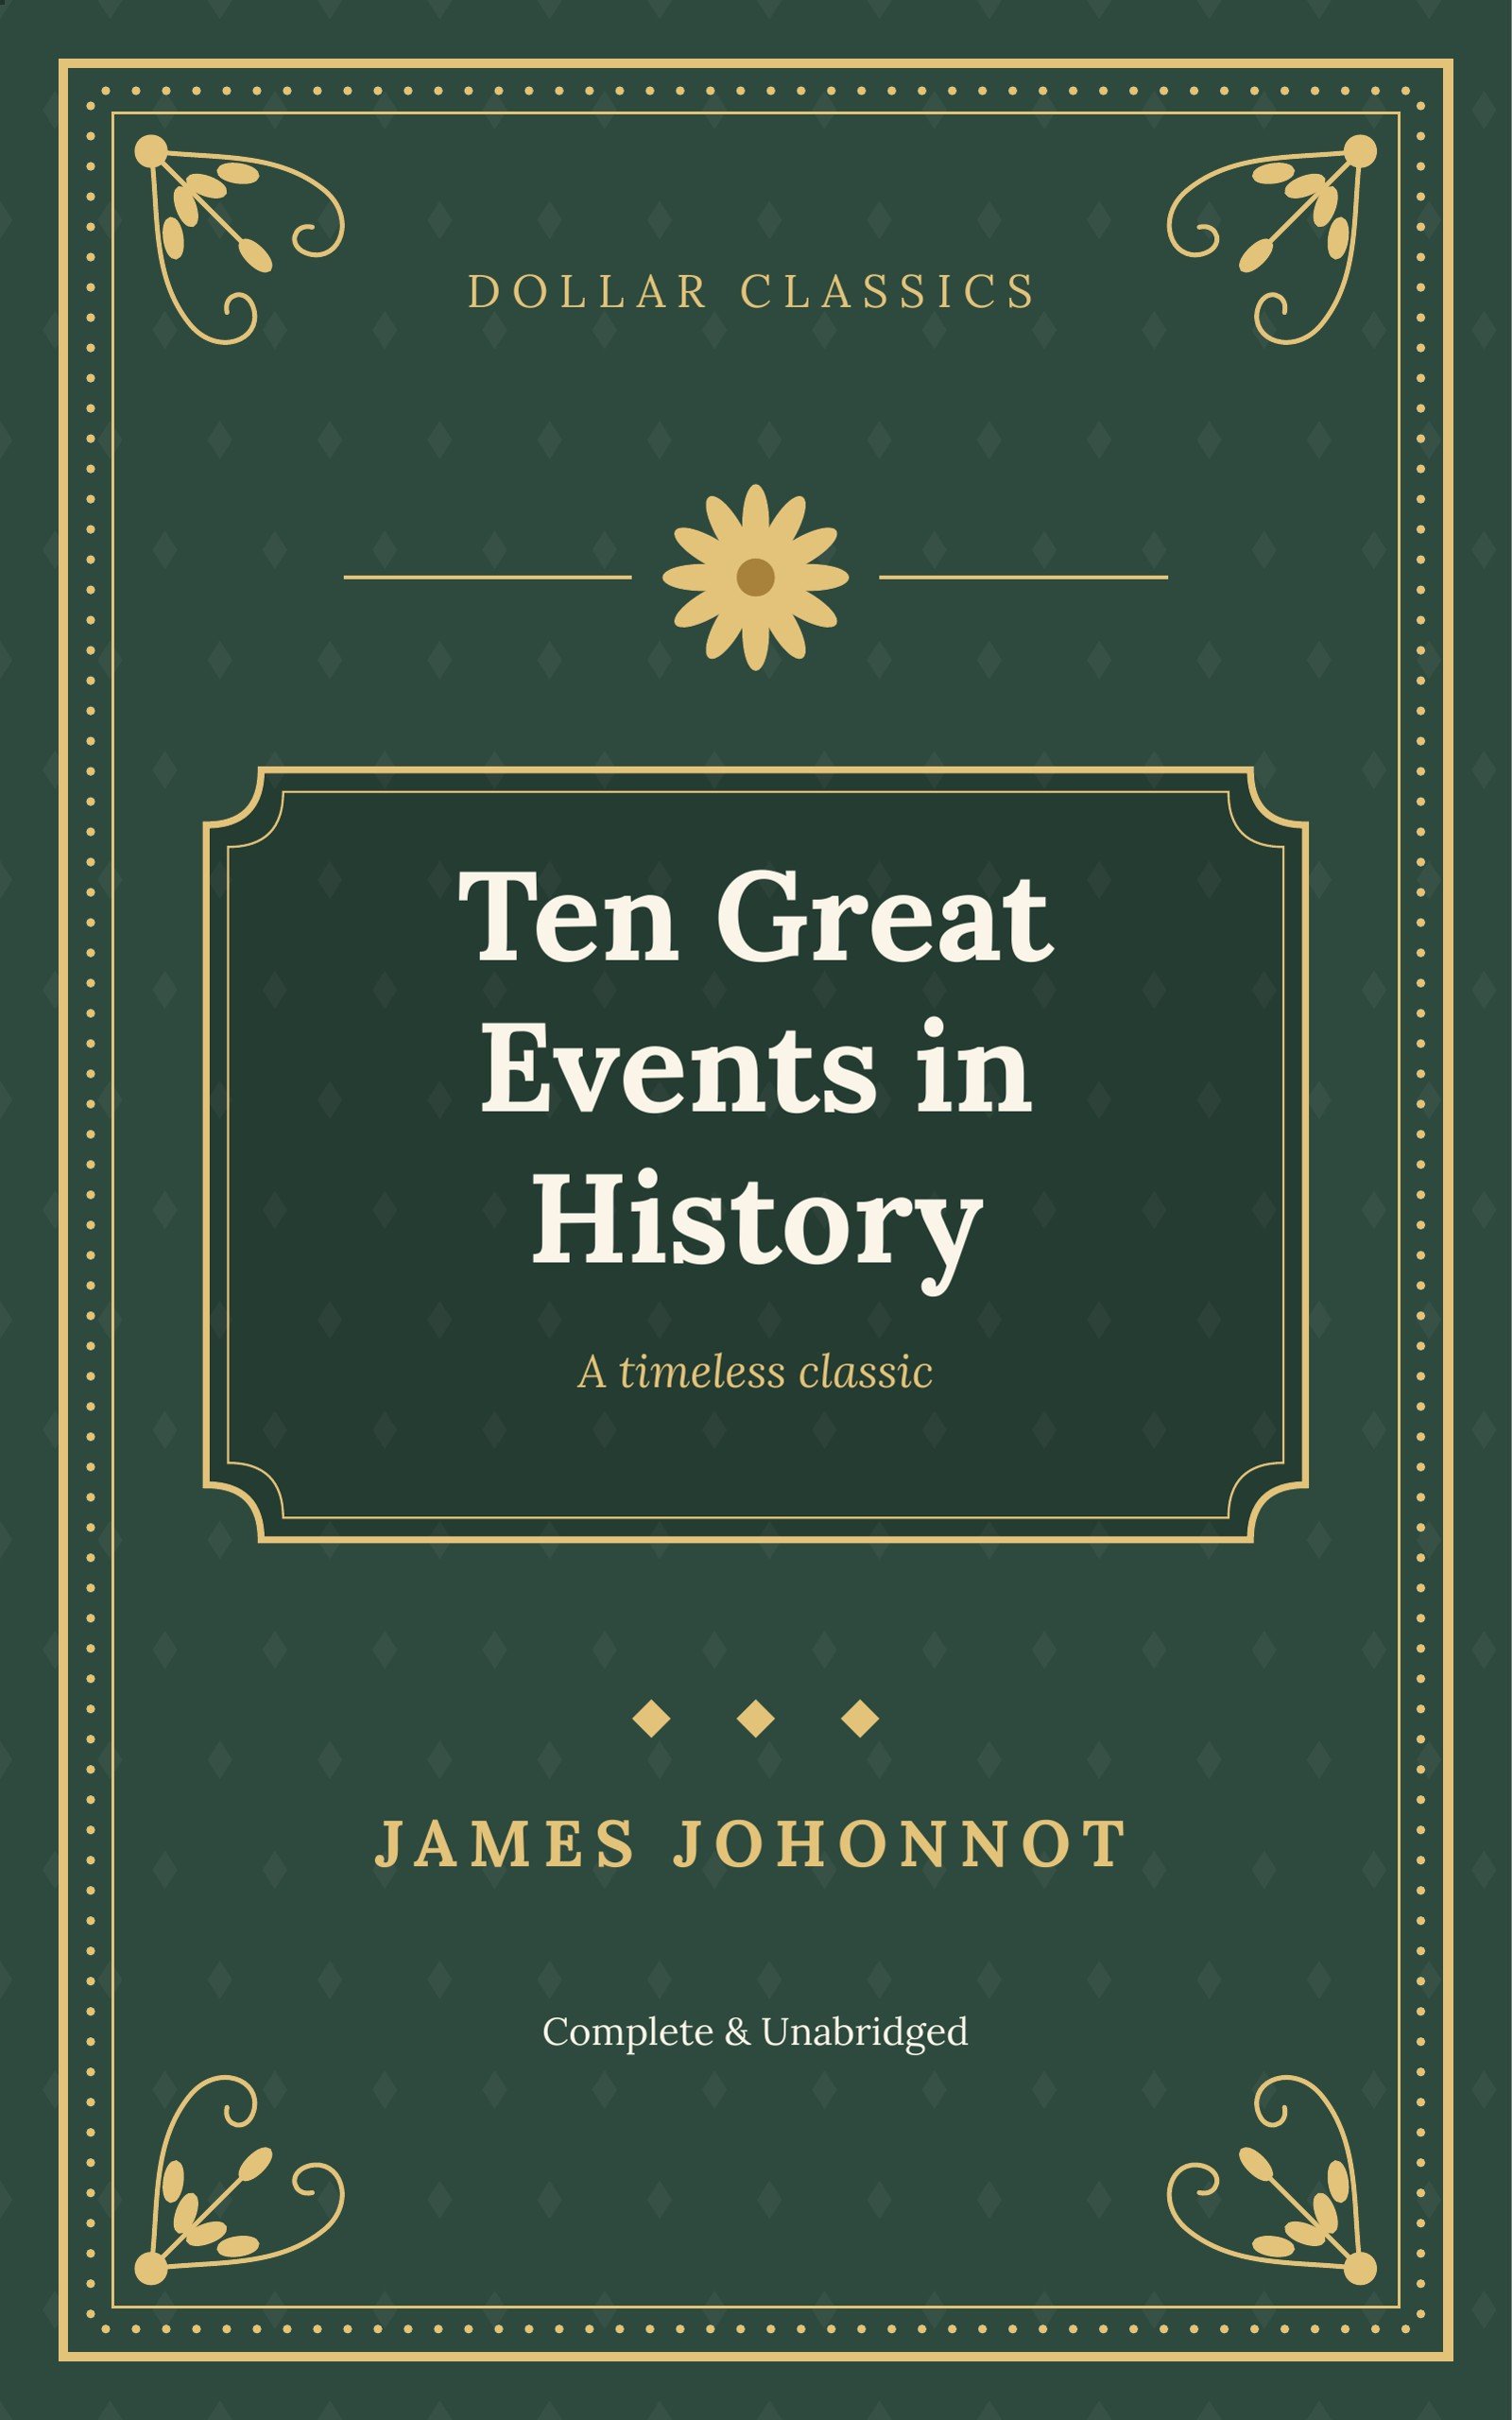 DOLLAR CLASSICS
Ten Great
Events in
History
A timeless classic
JAMES JOHONNOT
Complete & Unabridged